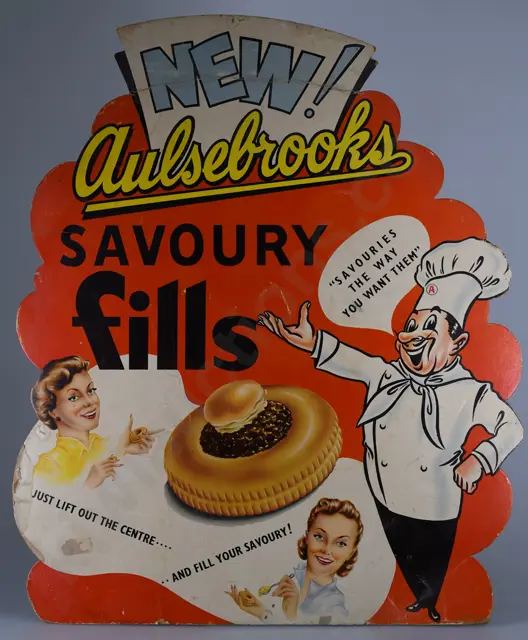 NEW!
Aulsebrooks
SAVOURY
fills
"SAVOURIES
THE WAY
YOU WANT THEM"
A
JUST LIFT OUT THE CENTRE....
..AND FILL YOUR SAVOURY!